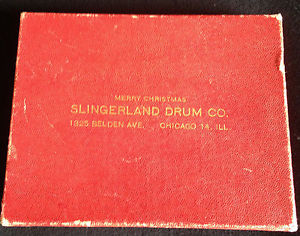 MERRY CHRISTMAS
SLINGERLAND DRUM CO.
1325 BELDEN AVE. CHICAGO 14, ILL.